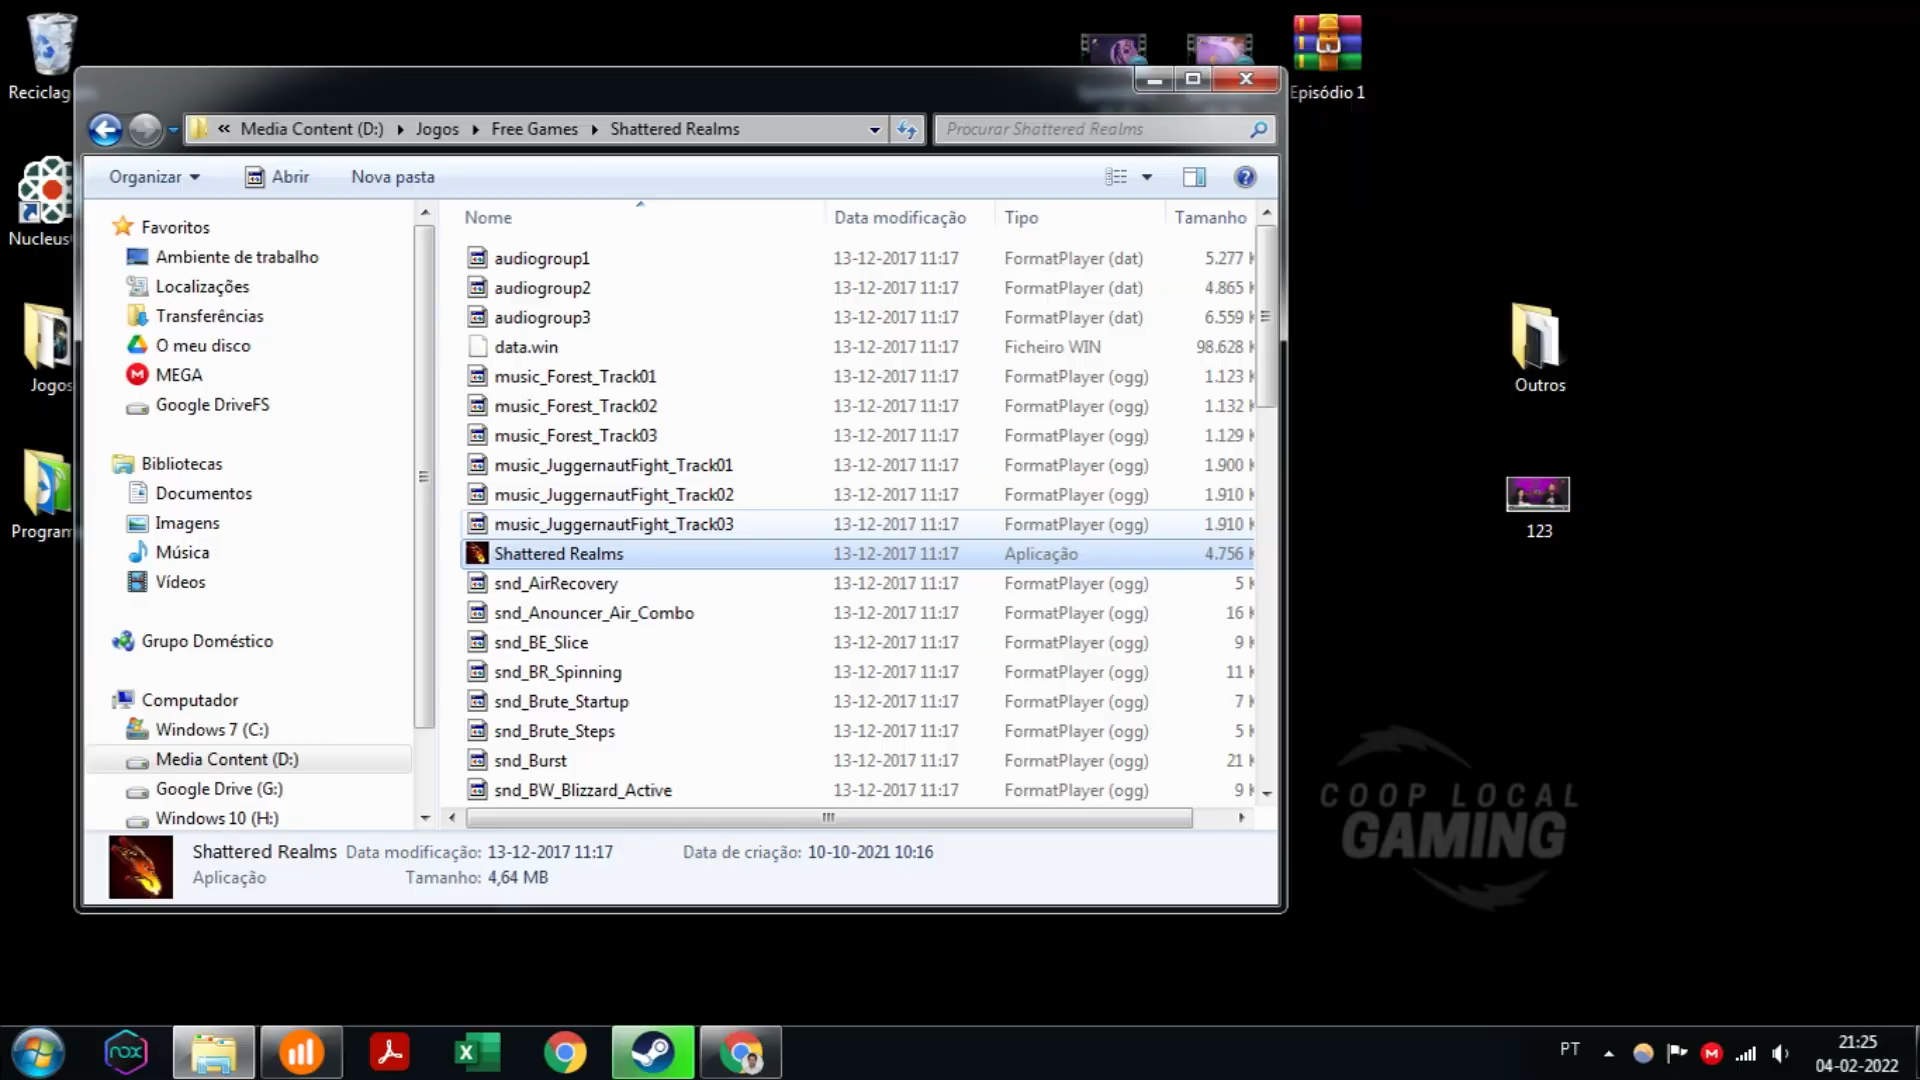 Reciclag
Episódio 1
Nucleus
Jogos
Program
Outros
123
« Media Content (D:) Jogos Free Games Shattered Realms
Procurar Shattered Realms
Organizar Abrir Nova pasta
Favoritos
Ambiente de trabalho
Localizações
Transferências
O meu disco
MEGA
Google DriveFS
Bibliotecas
Documentos
Imagens
Música
Vídeos
Grupo Doméstico
Computador
Windows 7 (C:)
Media Content (D:)
Google Drive (G:)
Windows 10 (H:)
Nome Data modificação Tipo Tamanho
audiogroup1 13-12-2017 11:17 FormatPlayer (dat) 5.277 K
audiogroup2 13-12-2017 11:17 FormatPlayer (dat) 4.865 K
audiogroup3 13-12-2017 11:17 FormatPlayer (dat) 6.559 K
data.win 13-12-2017 11:17 Ficheiro WIN 98.628 K
music_Forest_Track01 13-12-2017 11:17 FormatPlayer (ogg) 1.123 K
music_Forest_Track02 13-12-2017 11:17 FormatPlayer (ogg) 1.132 K
music_Forest_Track03 13-12-2017 11:17 FormatPlayer (ogg) 1.129 K
music_JuggernautFight_Track01 13-12-2017 11:17 FormatPlayer (ogg) 1.900 K
music_JuggernautFight_Track02 13-12-2017 11:17 FormatPlayer (ogg) 1.910 K
music_JuggernautFight_Track03 13-12-2017 11:17 FormatPlayer (ogg) 1.910 K
Shattered Realms 13-12-2017 11:17 Aplicação 4.756 K
snd_AirRecovery 13-12-2017 11:17 FormatPlayer (ogg) 5 K
snd_Anouncer_Air_Combo 13-12-2017 11:17 FormatPlayer (ogg) 16 K
snd_BE_Slice 13-12-2017 11:17 FormatPlayer (ogg) 9 K
snd_BR_Spinning 13-12-2017 11:17 FormatPlayer (ogg) 11 K
snd_Brute_Startup 13-12-2017 11:17 FormatPlayer (ogg) 7 K
snd_Brute_Steps 13-12-2017 11:17 FormatPlayer (ogg) 5 K
snd_Burst 13-12-2017 11:17 FormatPlayer (ogg) 21 K
snd_BW_Blizzard_Active 13-12-2017 11:17 FormatPlayer (ogg) 9 K
Shattered Realms Data modificação: 13-12-2017 11:17 Data de criação: 10-10-2021 10:16
Aplicação Tamanho: 4,64 MB
COOP LOCAL
GAMING
nox
PT
21:25
04-02-2022